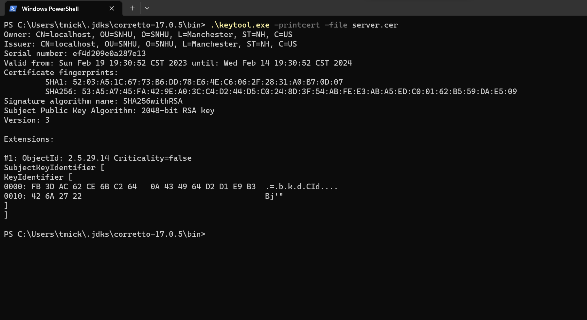 Windows PowerShell
PS C:\Users\tmick\.jdks\corretto-17.0.5\bin> .\keytool.exe -printcert -file server.cer
Owner: CN=localhost, OU=SNHU, O=SNHU, L=Manchester, ST=NH, C=US
Issuer: CN=localhost, OU=SNHU, O=SNHU, L=Manchester, ST=NH, C=US
Serial number: ef4d209e0a287e13
Valid from: Sun Feb 19 19:30:52 CST 2023 until: Wed Feb 14 19:30:52 CST 2024
Certificate fingerprints:
SHA1: 52:03:A5:1C:67:73:B6:DD:78:E6:4E:C6:06:2F:28:31:A0:B7:0D:07
SHA256: 53:A5:A7:45:FA:42:9E:A0:3C:C4:D2:44:D5:C0:24:8D:3F:54:AB:FE:E3:AB:A5:ED:C0:01:62:B5:59:DA:E5:09
Signature algorithm name: SHA256withRSA
Subject Public Key Algorithm: 2048-bit RSA key
Version: 3
Extensions:
#1: ObjectId: 2.5.29.14 Criticality=false
SubjectKeyIdentifier [
KeyIdentifier [
0000: FB 3D AC 62 CE 6B C2 64   0A 43 49 64 D2 D1 E9 B3  .=.b.k.d.CId....
0010: 42 6A 27 22                                        Bj'"
]
]
PS C:\Users\tmick\.jdks\corretto-17.0.5\bin>